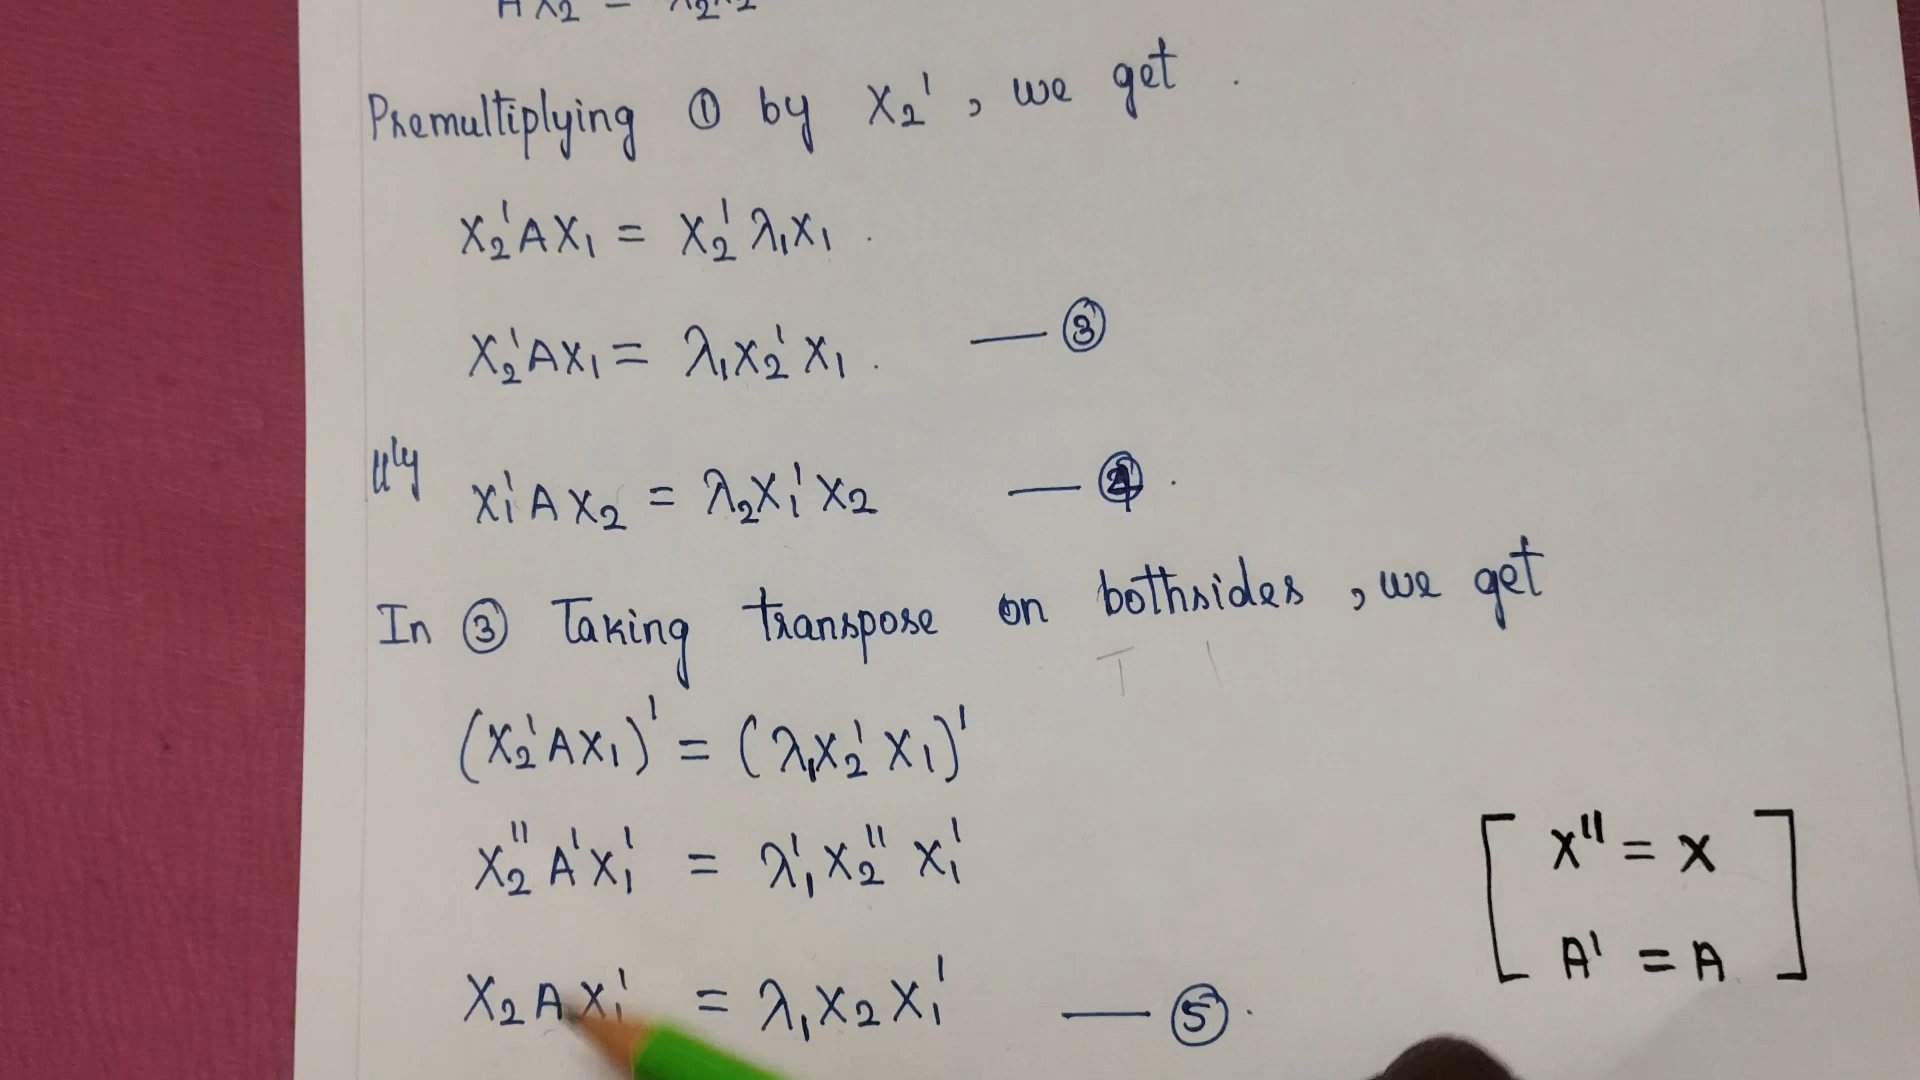 Premultiplying ① by X₂', we get.
X₂'AX₁ = X₂'λ₁X₁.
X₂'AX₁ = λ₁X₂'X₁. — ③
lllly X₁'AX₂ = λ₂X₁'X₂ — ④.
In ③ Taking transpose on bothsides, we get
(X₂'AX₁)' = (λ₁X₂'X₁)'
X₂''A'X₁' = λ₁'X₂''X₁'
[X'' = X
X₂AX₁' = λ₁X₂X₁' — ⑤.
A' = A]